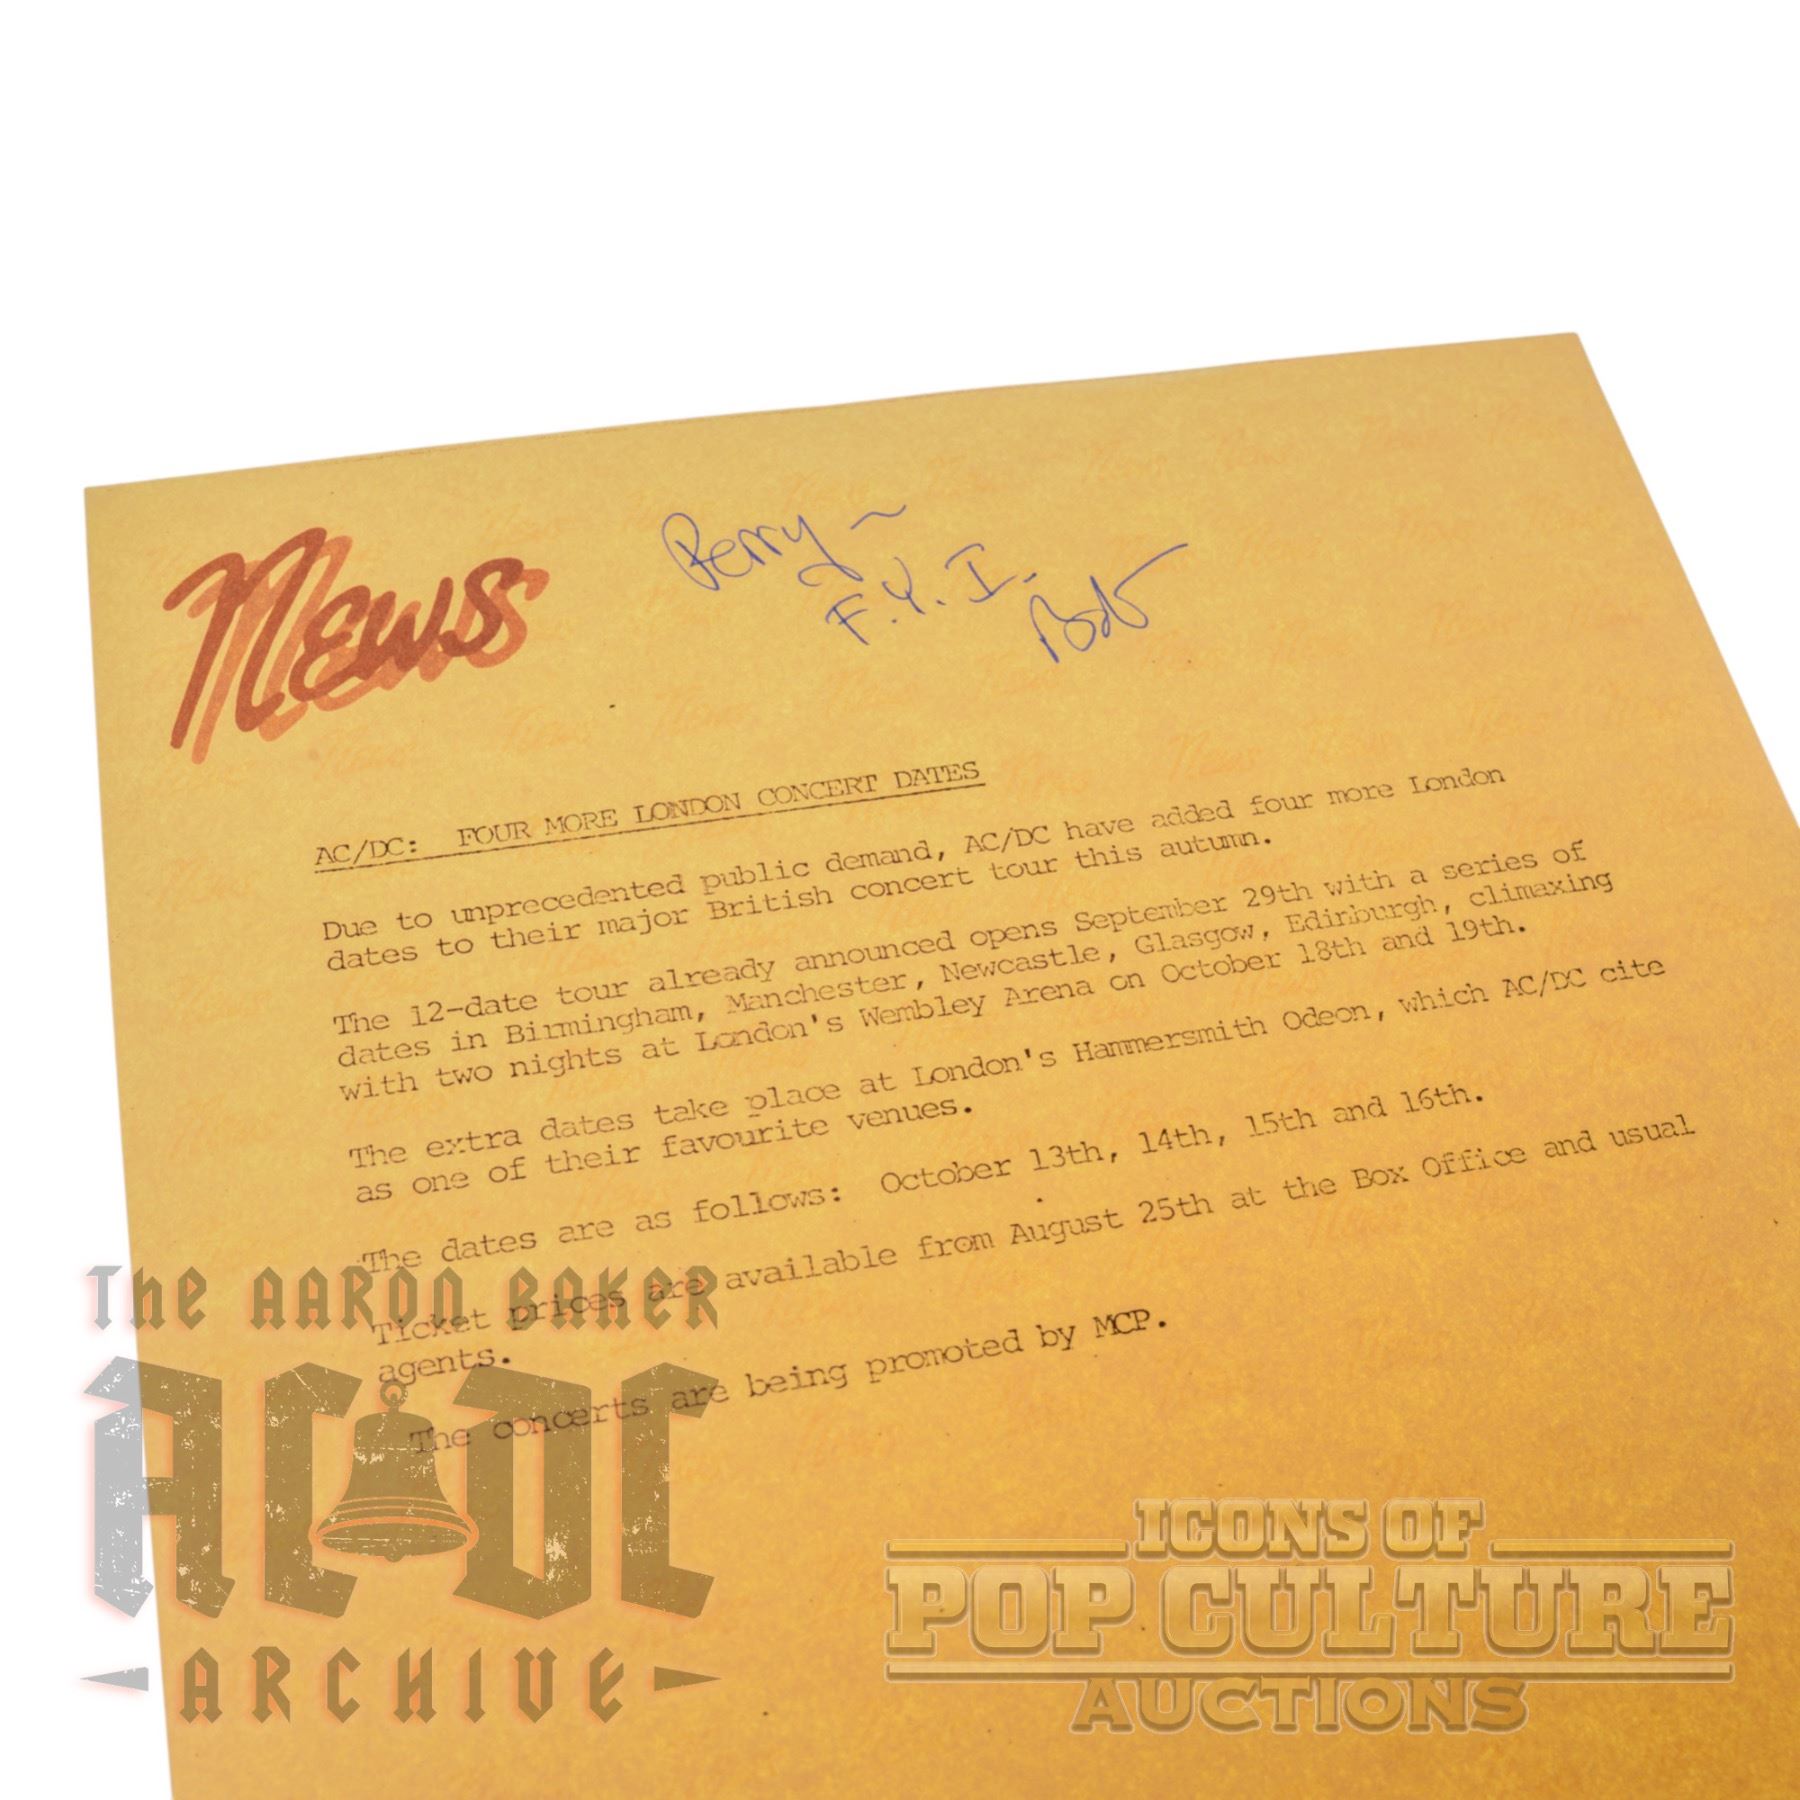 News
Perry ~
F.Y.I.
Bob
AC/DC: FOUR MORE LONDON CONCERT DATES
Due to unprecedented public demand, AC/DC have added four more London
dates to their major British concert tour this autumn.
The 12-date tour already announced opens September 29th with a series of
dates in Birmingham, Manchester, Newcastle, Glasgow, Edinburgh, climaxing
with two nights at London's Wembley Arena on October 18th and 19th.
The extra dates take place at London's Hammersmith Odeon, which AC/DC cite
as one of their favourite venues.
The dates are as follows: October 13th, 14th, 15th and 16th.
Ticket prices are available from August 25th at the Box Office and usual
agents.
The concerts are being promoted by MCP.
The AARON BAKER
AC DC
ARCHIVE
ICONS OF
POP CULTURE
AUCTIONS